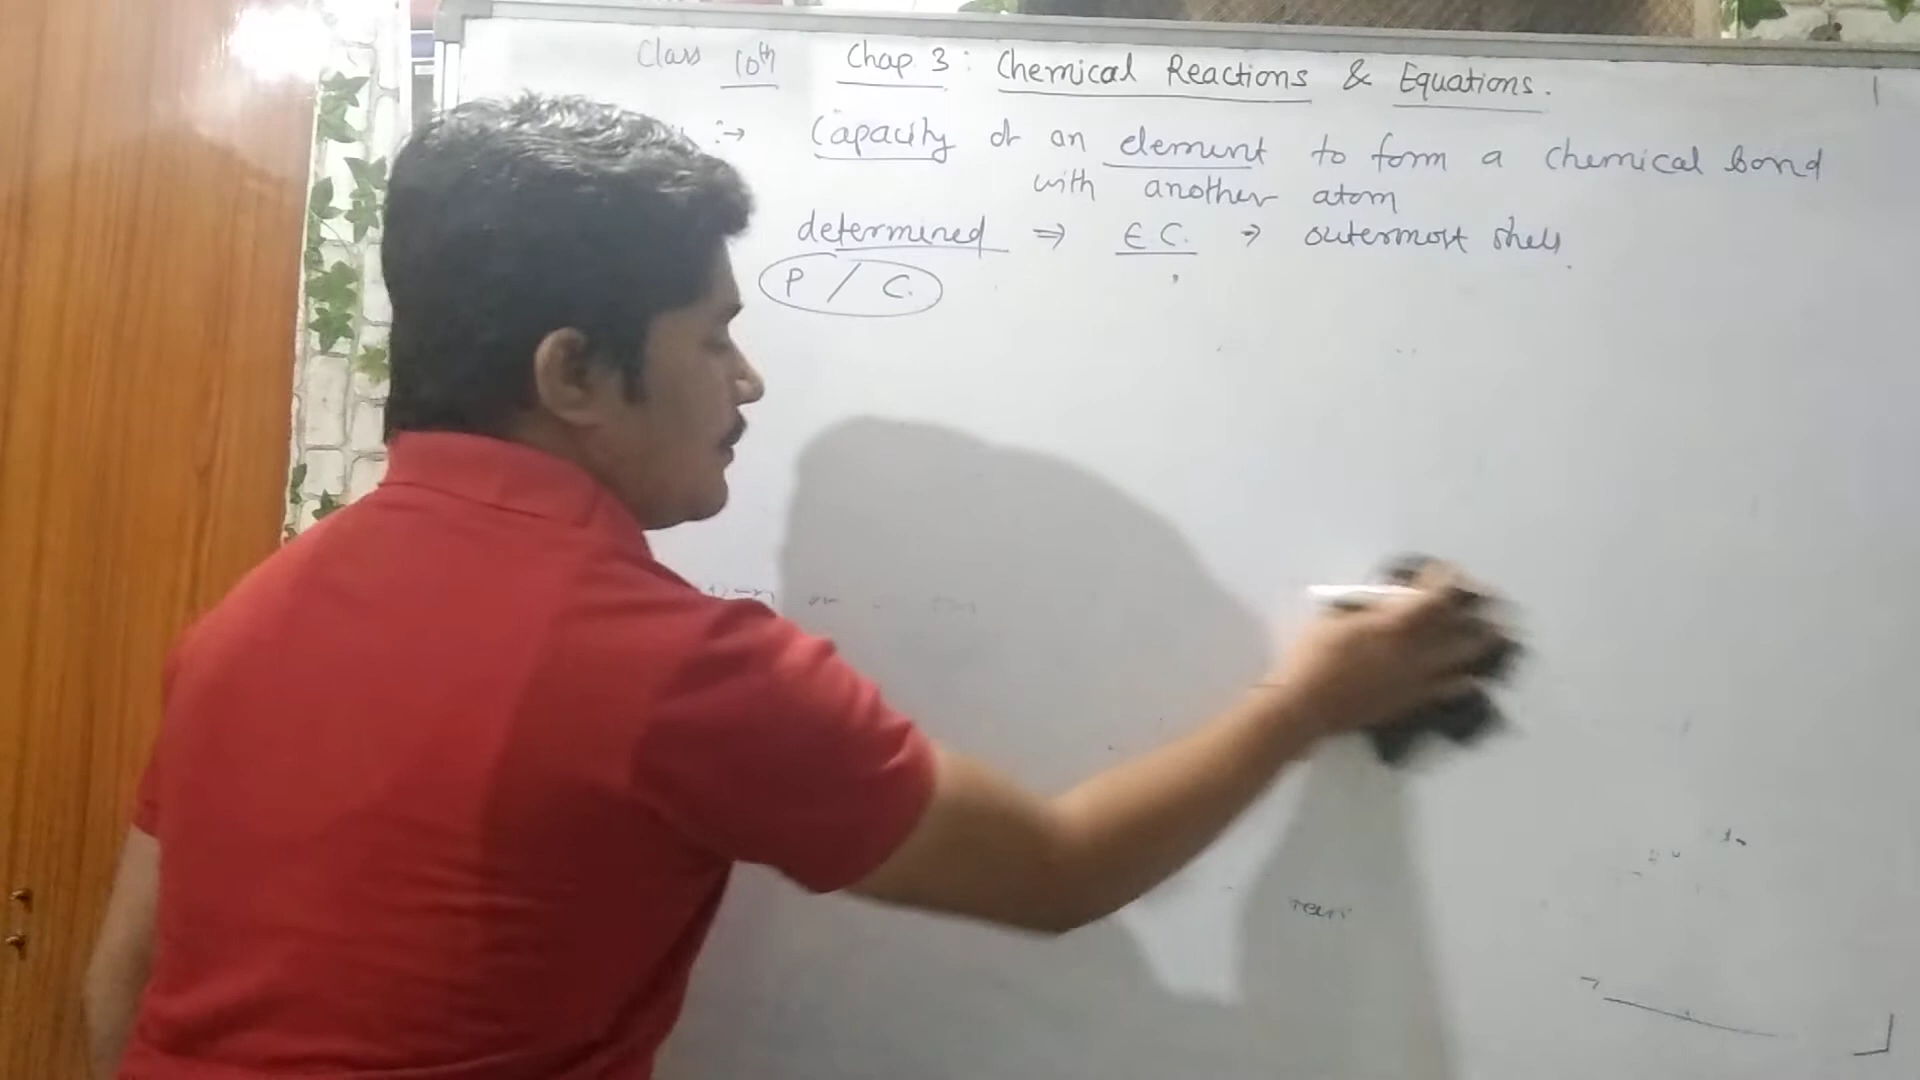 Class 10th Chap 3: Chemical Reactions & Equations.
:→ Capacity of an element to form a chemical bond
with another atom
determined ⇒ E C. → outermost shell.
P / C.